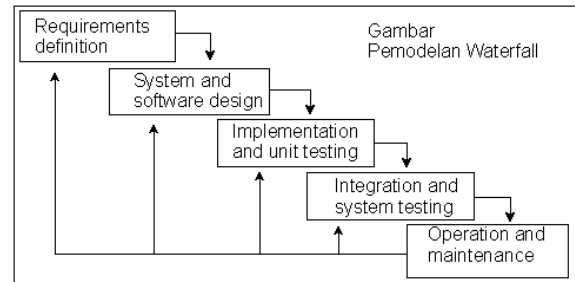 Requirements
definition
Gambar
Pemodelan Waterfall
System and
software design
Implementation
and unit testing
Integration and
system testing
Operation and
maintenance